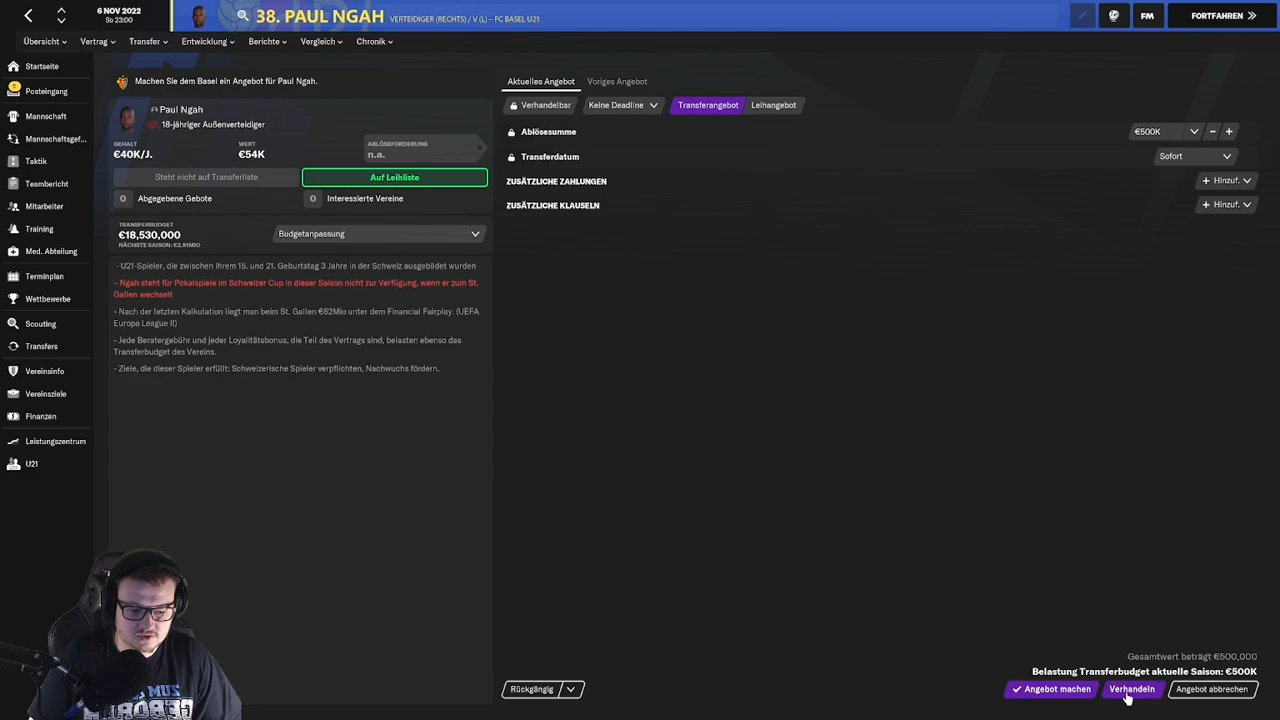 6 NOV 2022
So 23:00
38. PAUL NGAH
VERTEIDIGER (RECHTS) / V (L) – FC BASEL U21
FM
FORTFAHREN
Übersicht
Vertrag
Transfer
Entwicklung
Berichte
Vergleich
Chronik
Startseite
Posteingang
Mannschaft
Mannschaftsgef...
Taktik
Teambericht
Mitarbeiter
Training
Med. Abteilung
Terminplan
Wettbewerbe
Scouting
Transfers
Vereinsinfo
Vereinsziele
Finanzen
Leistungszentrum
U21
Machen Sie dem Basel ein Angebot für Paul Ngah.
Paul Ngah
18-jähriger Außenverteidiger
GEHALT
€40K/J.
WERT
€54K
ABLÖSEFORDERUNG
n.a.
Steht nicht auf Transferliste
Auf Leihliste
0 Abgegebene Gebote
0 Interessierte Vereine
TRANSFERBUDGET
€18,530,000
NÄCHSTE SAISON: €2.91MIO
Budgetanpassung
- U21-Spieler, die zwischen ihrem 15. und 21. Geburtstag 3 Jahre in der Schweiz ausgebildet wurden
- Ngah steht für Pokalspiele im Schweizer Cup in dieser Saison nicht zur Verfügung, wenn er zum St.
Gallen wechselt
- Nach der letzten Kalkulation liegt man beim St. Gallen €62Mio unter dem Financial Fairplay. (UEFA
Europa League II)
- Jede Beratergebühr und jeder Loyalitätsbonus, die Teil des Vertrags sind, belasten ebenso das
Transferbudget des Vereins.
- Ziele, die dieser Spieler erfüllt: Schweizerische Spieler verpflichten, Nachwuchs fördern.
Aktuelles Angebot
Voriges Angebot
Verhandelbar
Keine Deadline
Transferangebot
Leihangebot
Ablösesumme
€500K
Transferdatum
Sofort
ZUSÄTZLICHE ZAHLUNGEN
+ Hinzuf.
ZUSÄTZLICHE KLAUSELN
+ Hinzuf.
Gesamtwert beträgt €500,000
Belastung Transferbudget aktuelle Saison: €500K
Rückgängig
Angebot machen
Verhandeln
Angebot abbrechen